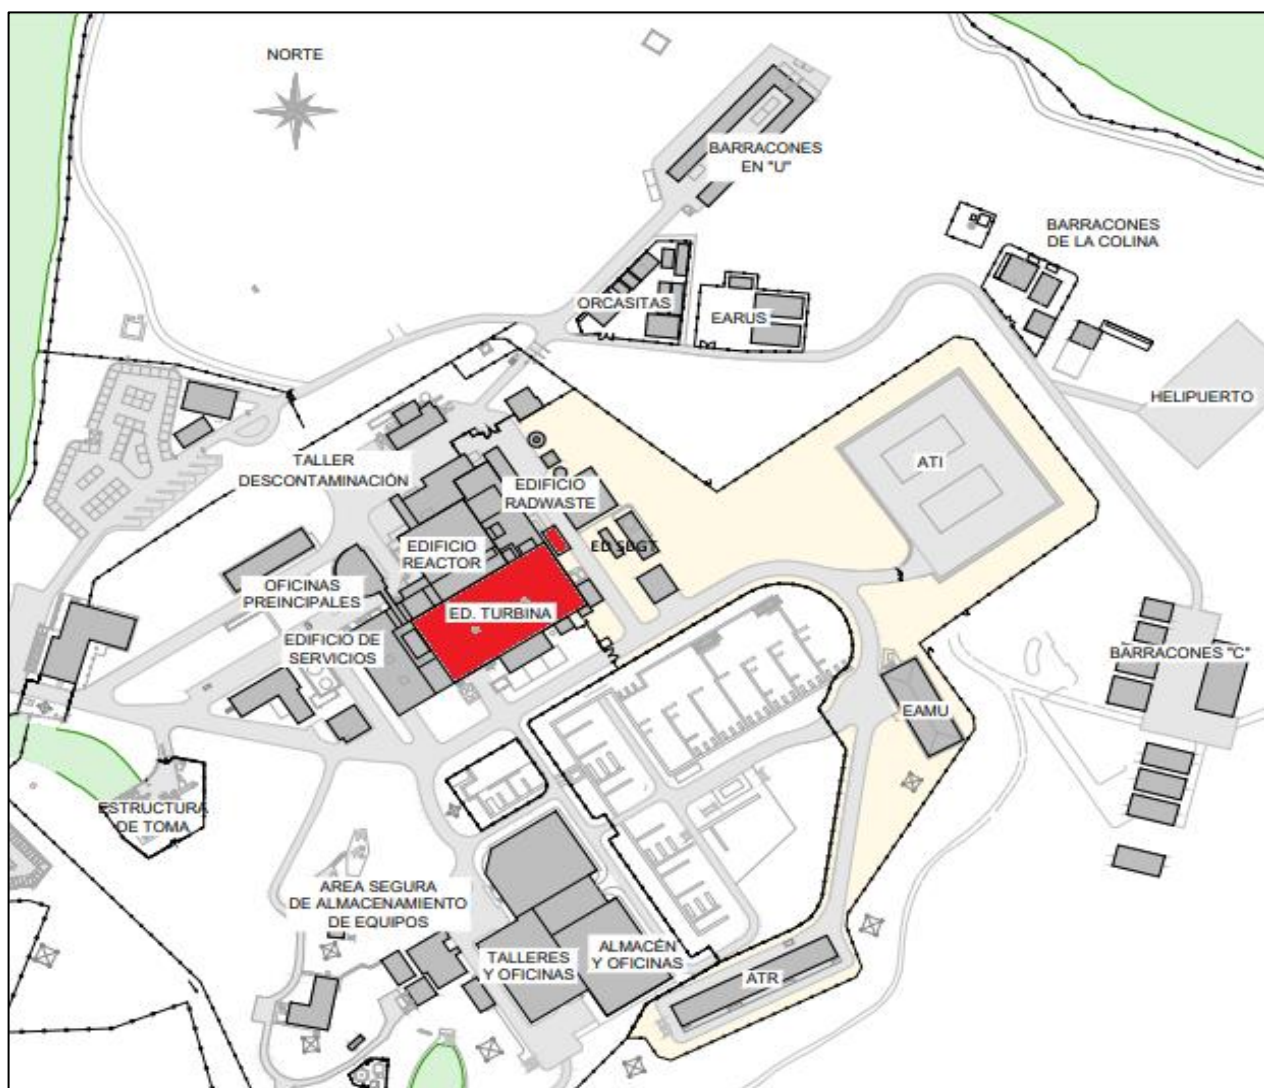 NORTE
BARRACONES
EN "U"
BARRACONES
DE LA COLINA
ORCASITAS
EARUS
HELIPUERTO
ATI
TALLER
DESCONTAMINACIÓN
EDIFICIO
RADWASTE
EDIFICIO
REACTOR
ED SBGT
OFICINAS
PREINCIPALES
ED. TURBINA
EDIFICIO DE
SERVICIOS
BARRACONES "C"
EAMU
ESTRUCTURA
DE TOMA
AREA SEGURA
DE ALMACENAMIENTO
DE EQUIPOS
TALLERES
Y OFICINAS
ALMACÉN
Y OFICINAS
ATR